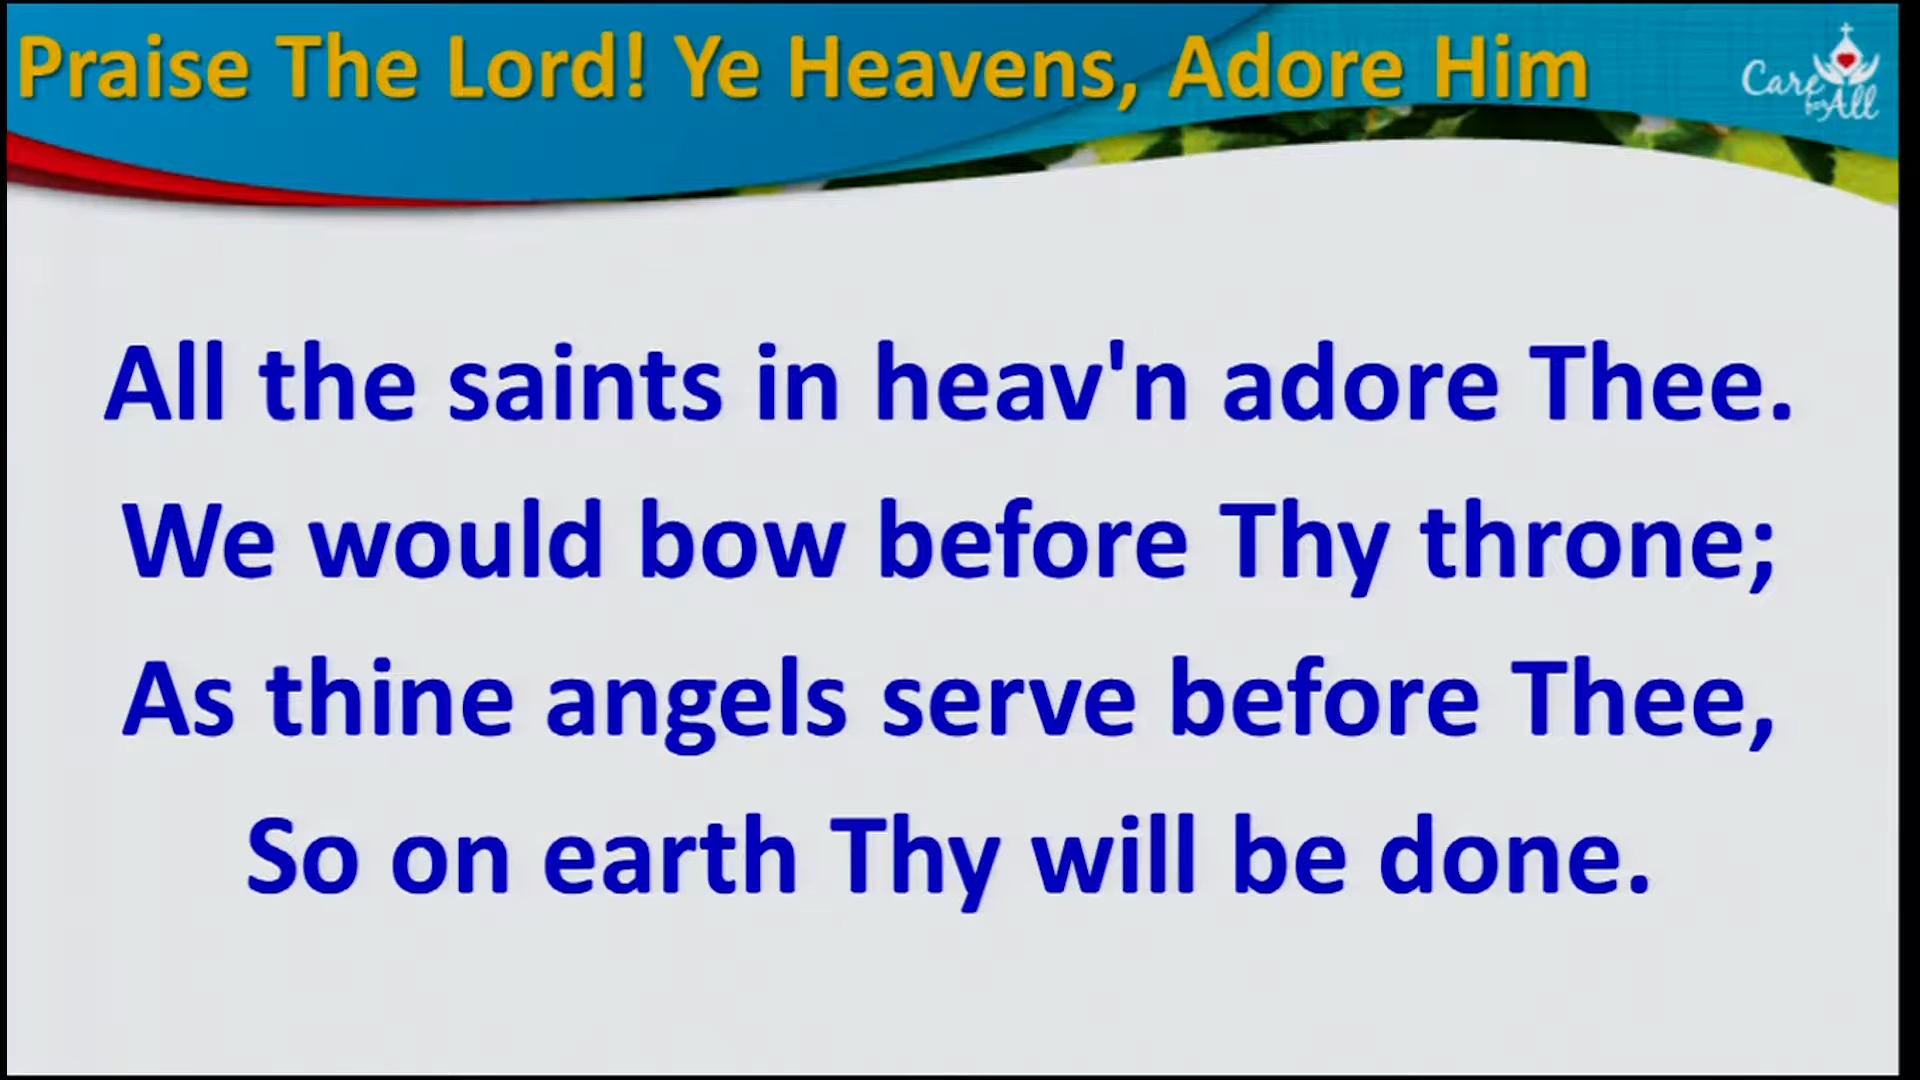 Praise The Lord! Ye Heavens, Adore Him
Care
for All
All the saints in heav'n adore Thee.
We would bow before Thy throne;
As thine angels serve before Thee,
So on earth Thy will be done.